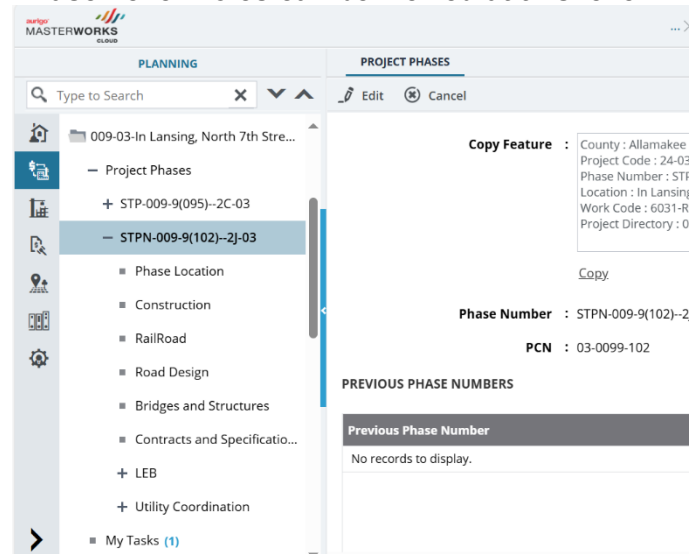 aurigo
MASTERWORKS
CLOUD
...
PLANNING
PROJECT PHASES
Type to Search
Edit Cancel
009-03-In Lansing, North 7th Stre...
Project Phases
STP-009-9(095)--2C-03
STPN-009-9(102)--2J-03
Phase Location
Construction
RailRoad
Road Design
Bridges and Structures
Contracts and Specificatio...
LEB
Utility Coordination
My Tasks (1)
Copy Feature :
County : Allamakee
Project Code : 24-03
Phase Number : STP
Location : In Lansing
Work Code : 6031-R
Project Directory : 0
Copy
Phase Number : STPN-009-9(102)--2J
PCN : 03-0099-102
PREVIOUS PHASE NUMBERS
Previous Phase Number
No records to display.